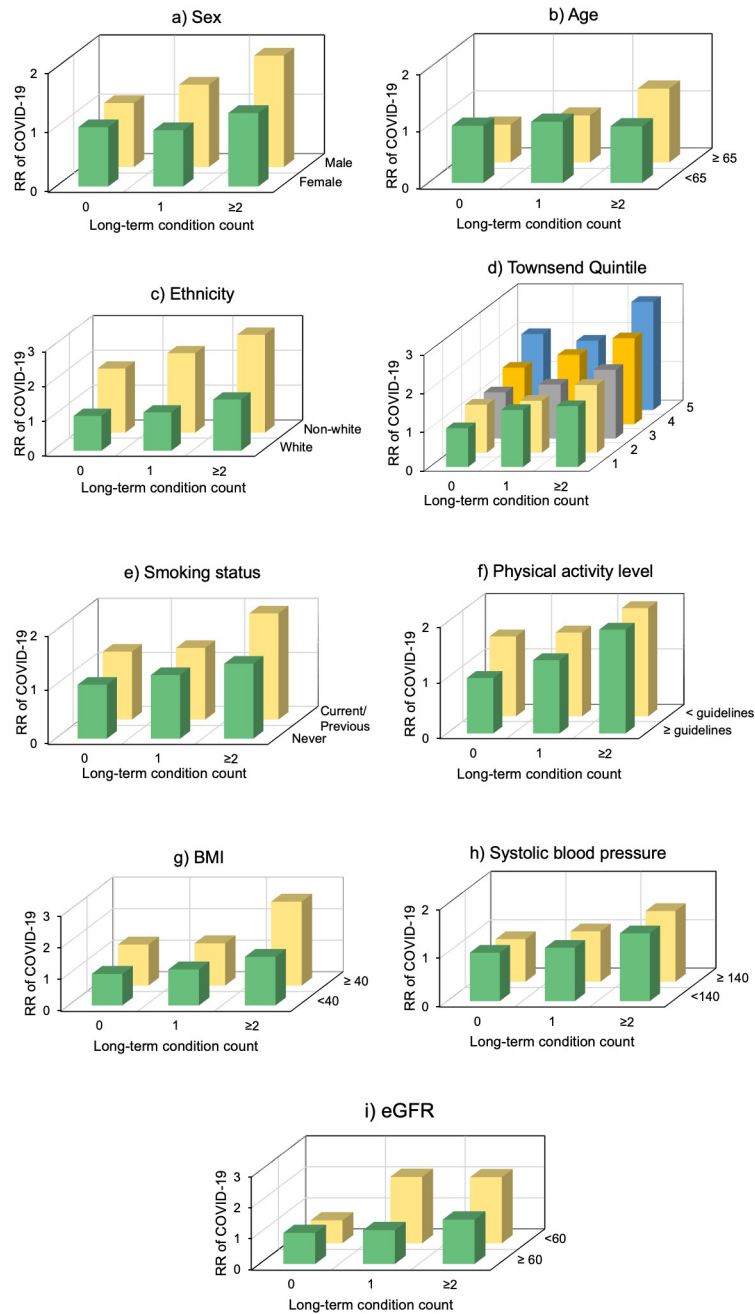 a) Sex
RR of COVID-19
2
1
0
0
1
≥2
Male
Female
Long-term condition count
b) Age
RR of COVID-19
2
1
0
0
1
≥2
≥ 65
<65
Long-term condition count
c) Ethnicity
RR of COVID-19
3
2
1
0
0
1
≥2
Non-white
White
Long-term condition count
d) Townsend Quintile
RR of COVID-19
3
2
1
0
0
1
≥2
5
4
3
2
1
Long-term condition count
e) Smoking status
RR of COVID-19
2
1
0
0
1
≥2
Current/
Previous
Never
Long-term condition count
f) Physical activity level
RR of COVID-19
2
1
0
0
1
≥2
< guidelines
≥ guidelines
Long-term condition count
g) BMI
RR of COVID-19
3
2
1
0
0
1
≥2
≥ 40
<40
Long-term condition count
h) Systolic blood pressure
RR of COVID-19
2
1
0
0
1
≥2
≥ 140
<140
Long-term condition count
i) eGFR
RR of COVID-19
3
2
1
0
0
1
≥2
<60
≥ 60
Long-term condition count